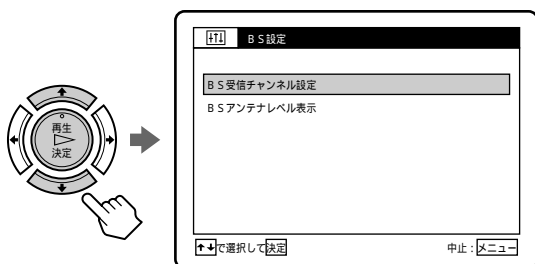 BS設定
BS受信チャンネル設定
BSアンテナレベル表示
再生
決定
↑↓で選択して決定
中止：メニュー